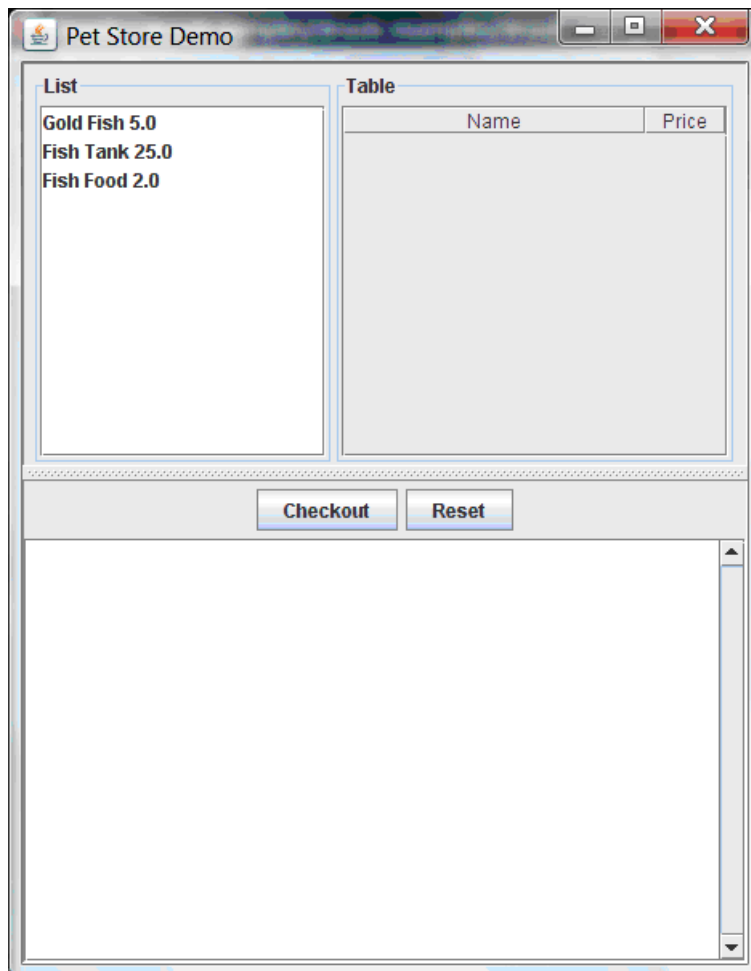 Pet Store Demo
List
Gold Fish 5.0
Fish Tank 25.0
Fish Food 2.0
Table
Name Price
Checkout Reset